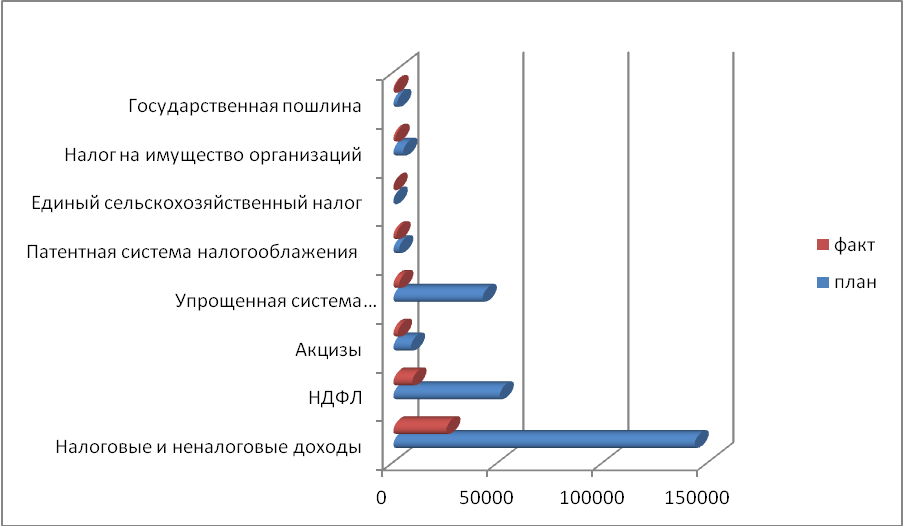 Государственная пошлина
Налог на имущество организаций
Единый сельскохозяйственный налог
Патентная система налогооблажения
Упрощенная система...
Акцизы
НДФЛ
Налоговые и неналоговые доходы
0 50000 100000 150000
факт
план